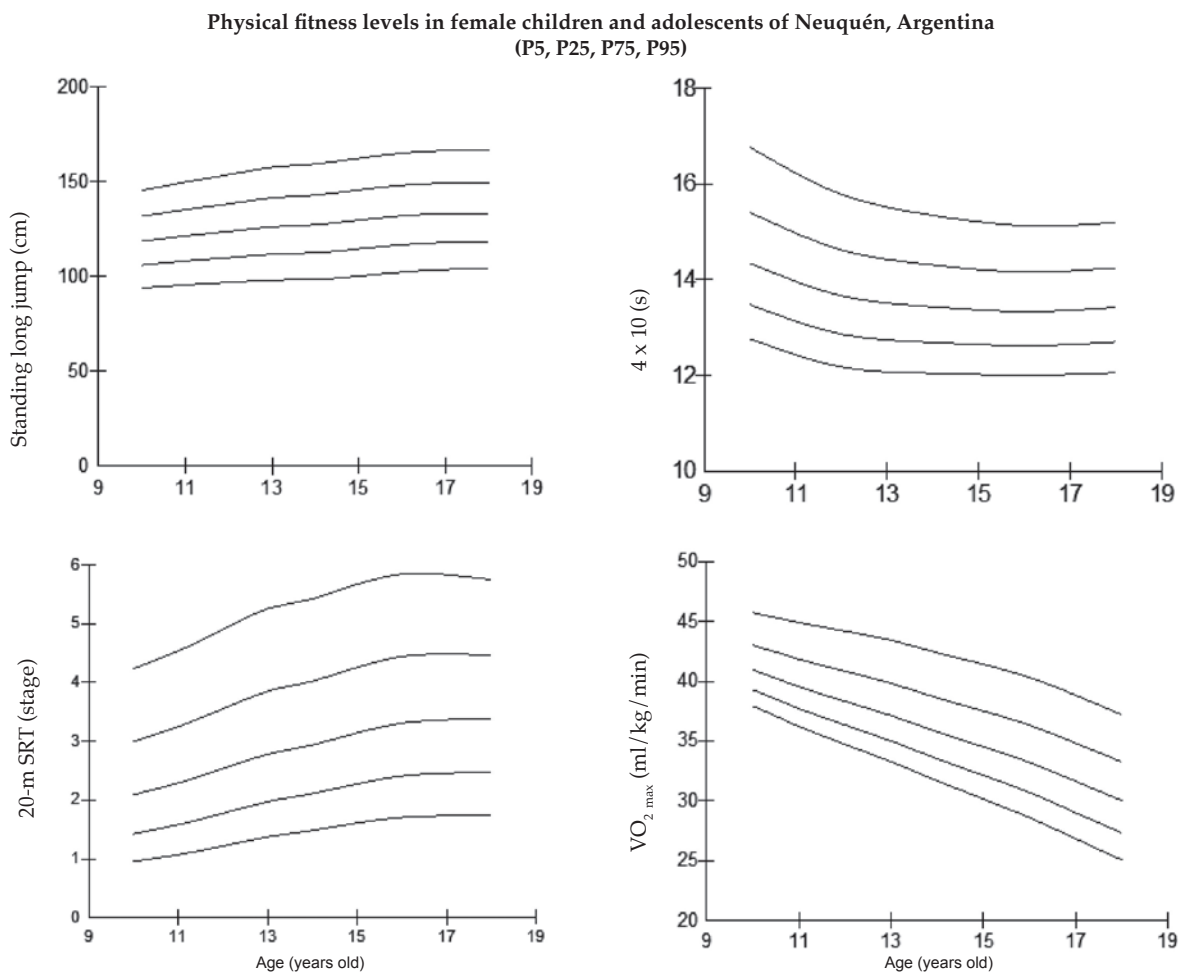 Physical fitness levels in female children and adolescents of Neuquén, Argentina
(P5, P25, P75, P95)
Standing long jump (cm)
200
150
100
50
0
9 11 13 15 17 19
4 x 10 (s)
18
16
14
12
10
9 11 13 15 17 19
20-m SRT (stage)
6
5
4
3
2
1
0
9 11 13 15 17 19
Age (years old)
VO2 max (ml/kg/min)
50
45
40
35
30
25
20
9 11 13 15 17 19
Age (years old)